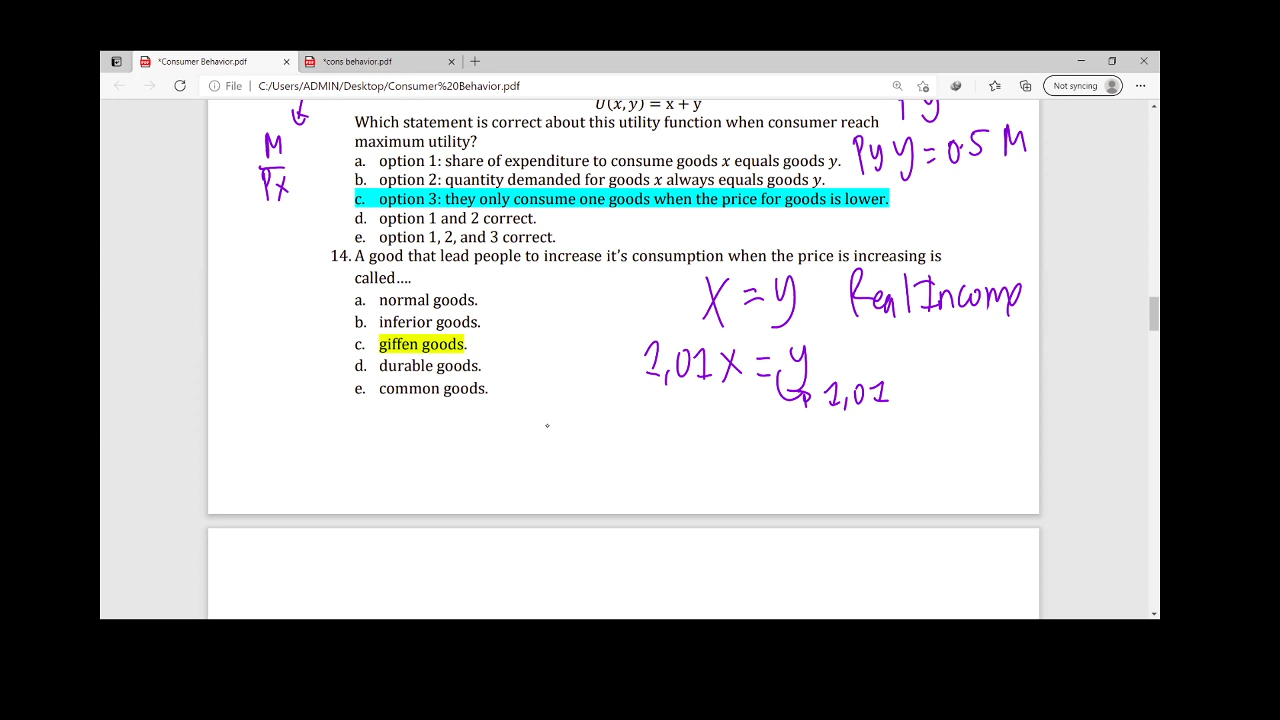 *Consumer Behavior.pdf
*cons behavior.pdf
File
C:/Users/ADMIN/Desktop/Consumer%20Behavior.pdf
Not syncing
U(x, y) = x + y
Which statement is correct about this utility function when consumer reach
maximum utility?
a. option 1: share of expenditure to consume goods x equals goods y.
b. option 2: quantity demanded for goods x always equals goods y.
c. option 3: they only consume one goods when the price for goods is lower.
d. option 1 and 2 correct.
e. option 1, 2, and 3 correct.
M
Px
Py y = 0.5 M
14. A good that lead people to increase it's consumption when the price is increasing is
called....
a. normal goods.
b. inferior goods.
c. giffen goods.
d. durable goods.
e. common goods.
X = y
Real Incomp
1,01 X = y
1,01